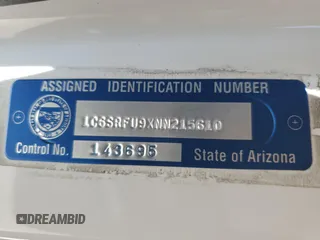 ASSIGNED IDENTIFICATION NUMBER
1C6SRFU9XNN215610
Control No. 143695 State of Arizona
DREAMBID